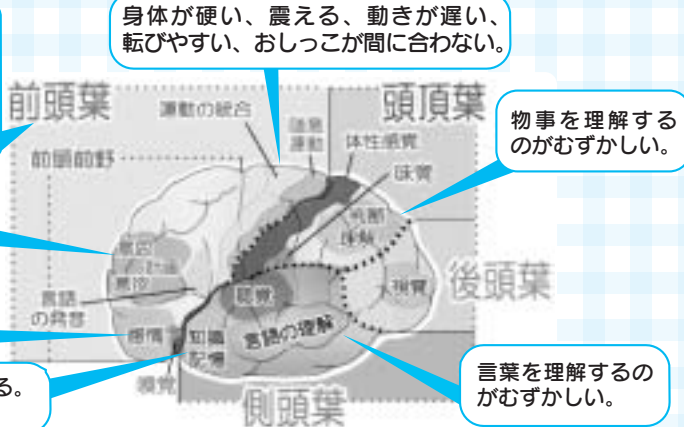 身体が硬い、震える、動きが遅い、
転びやすい、おしっこが間に合わない。
前頭葉
頭頂葉
運動の統合
随意
運動
体性感覚
味覚
前頭前野
物事を理解する
のがむずかしい。
意欲
言語
の発音
聴覚
視覚
後頭葉
感情
知識
記憶
言語の理解
嗅覚
側頭葉
る。
言葉を理解するの
がむずかしい。